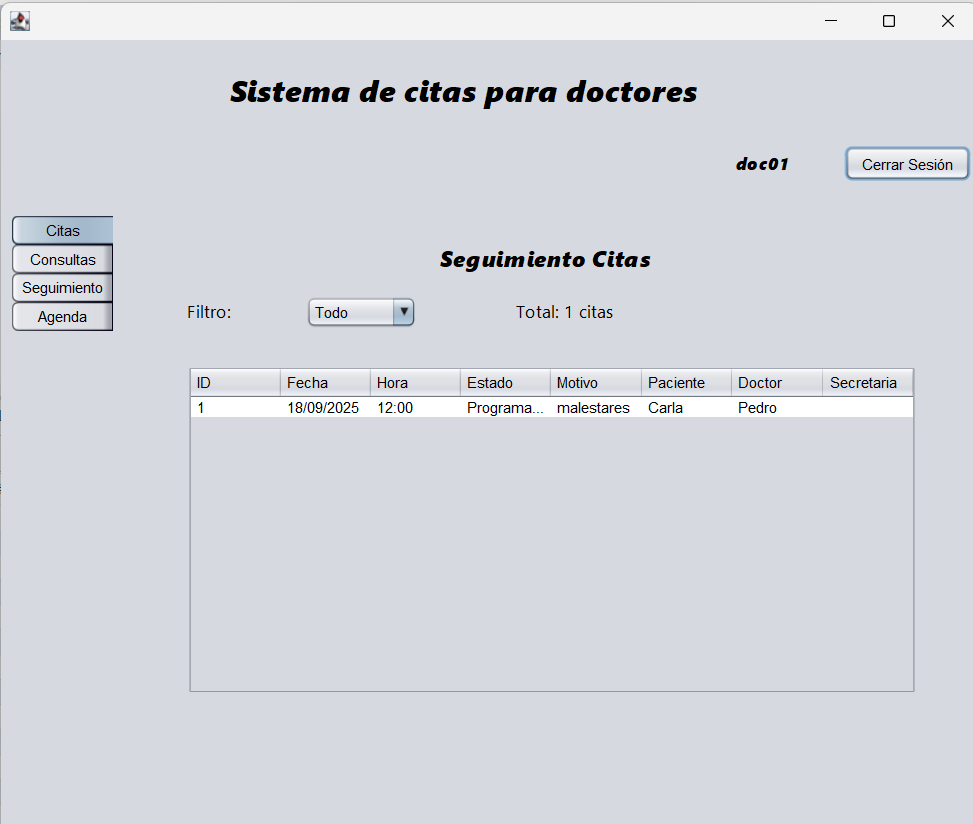 Sistema de citas para doctores
doc01
Cerrar Sesión
Citas
Consultas
Seguimiento
Agenda
Seguimiento Citas
Filtro:
Todo
Total: 1 citas
ID Fecha Hora Estado Motivo Paciente Doctor Secretaria
1 18/09/2025 12:00 Programa... malestares Carla Pedro